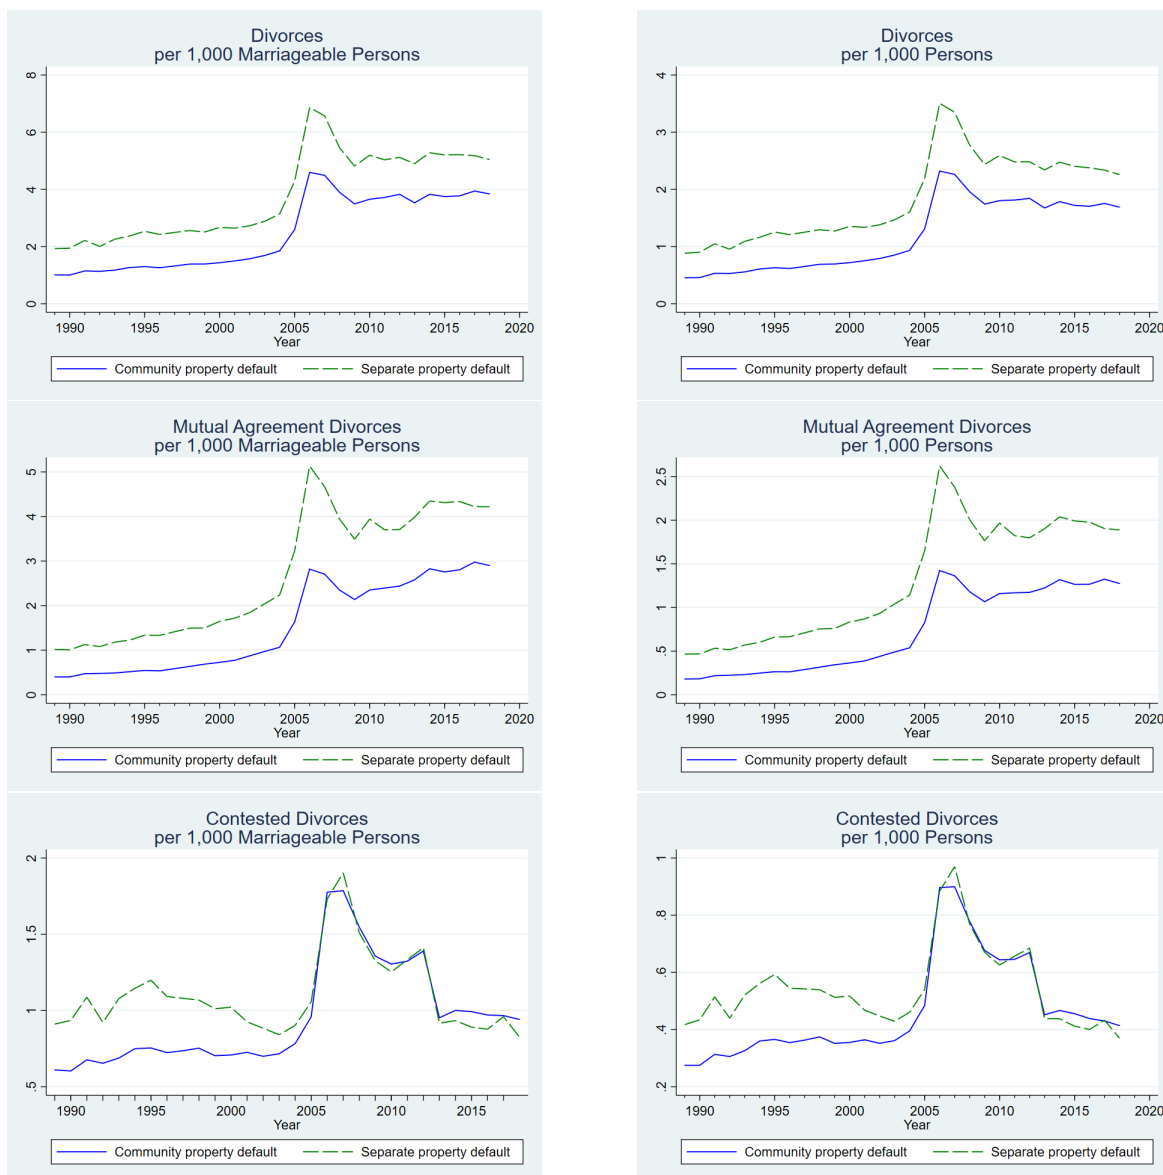 Divorces
per 1,000 Marriageable Persons
8
6
4
2
0
1990 1995 2000 2005 2010 2015 2020
Year
Community property default Separate property default
Divorces
per 1,000 Persons
4
3
2
1
0
1990 1995 2000 2005 2010 2015 2020
Year
Community property default Separate property default
Mutual Agreement Divorces
per 1,000 Marriageable Persons
5
4
3
2
1
0
1990 1995 2000 2005 2010 2015 2020
Year
Community property default Separate property default
Mutual Agreement Divorces
per 1,000 Persons
2.5
2
1.5
1
.5
0
1990 1995 2000 2005 2010 2015 2020
Year
Community property default Separate property default
Contested Divorces
per 1,000 Marriageable Persons
2
1.5
1
.5
1990 1995 2000 2005 2010 2015
Year
Community property default Separate property default
Contested Divorces
per 1,000 Persons
1
.8
.6
.4
.2
1990 1995 2000 2005 2010 2015 2020
Year
Community property default Separate property default